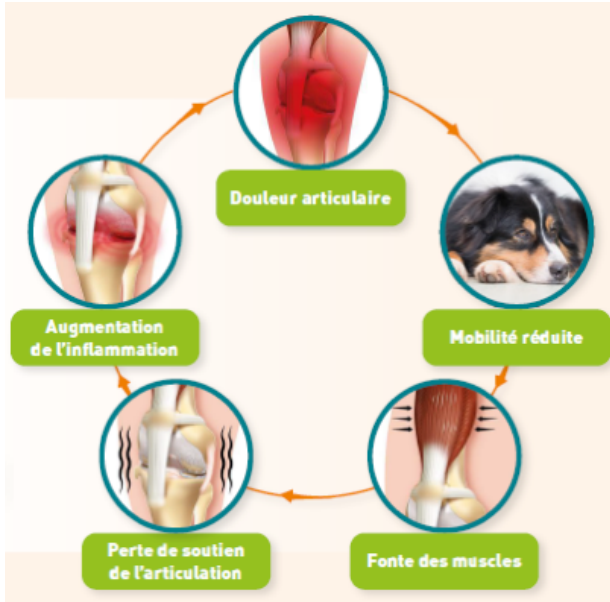 Douleur articulaire
Mobilité réduite
Fonte des muscles
Perte de soutien
de l'articulation
Augmentation
de l'inflammation